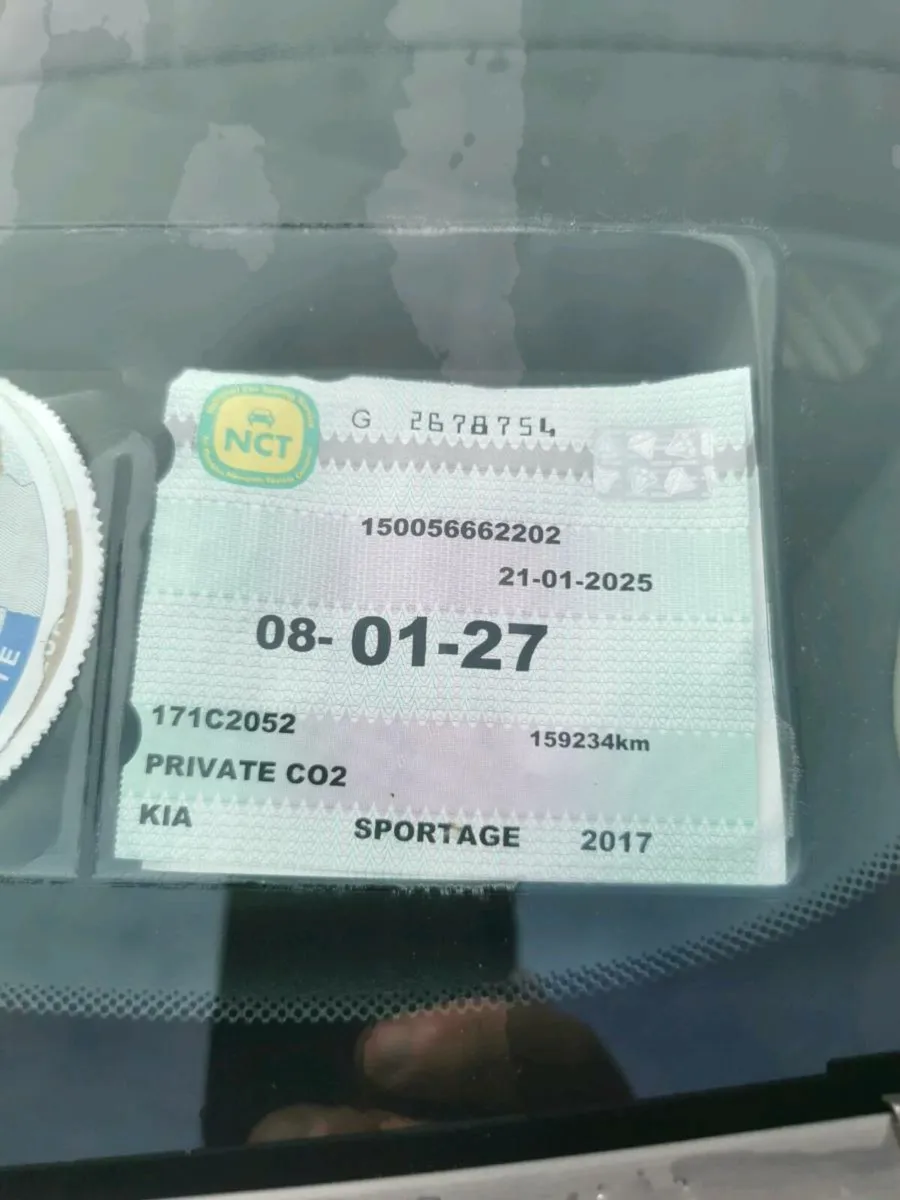 NCT
G 2678754
150056662202
21-01-2025
08-01-27
171C2052
159234km
PRIVATE CO2
KIA SPORTAGE 2017